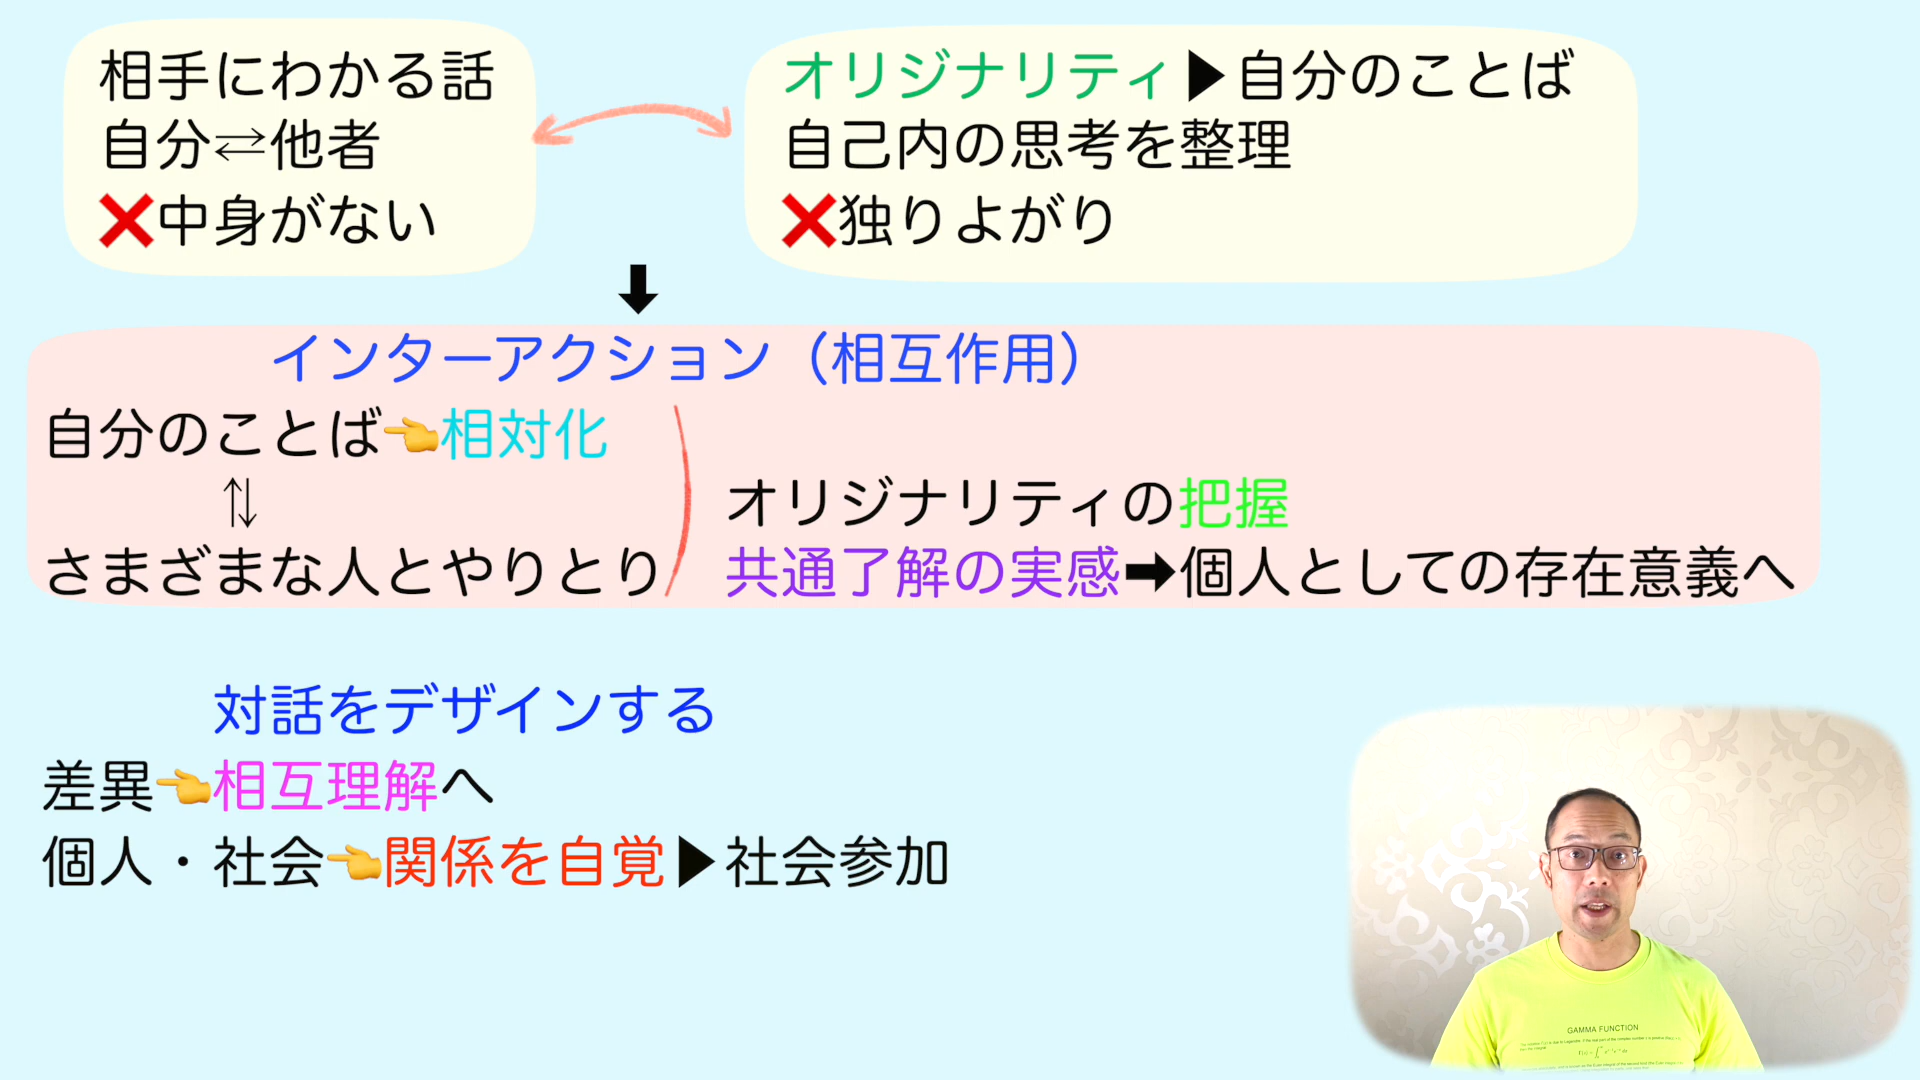 相手にわかる話
自分⇄他者
❌中身がない
オリジナリティ▶自分のことば
自己内の思考を整理
❌独りよがり
⬇
インターアクション（相互作用）
自分のことば👈相対化
⇅
さまざまな人とやりとり
オリジナリティの把握
共通了解の実感➡個人としての存在意義へ
対話をデザインする
差異👈相互理解へ
個人・社会👈関係を自覚▶社会参加
GAMMA FUNCTION